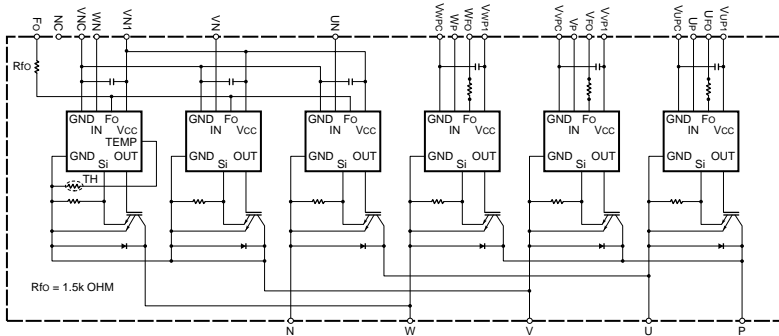 FO NC VNC WN VN1 VN UN VWPC WP WFO VWP1 VVPC VP VFO VVP1 VUPC UP UFO VUP1
RfO
GND FO GND FO GND FO GND FO GND FO GND FO
IN VCC IN VCC IN VCC IN VCC IN VCC IN VCC
TEMP
GND OUT GND OUT GND OUT GND OUT GND OUT GND OUT
Si Si Si Si Si Si
TH
RfO = 1.5k OHM
N W V U P